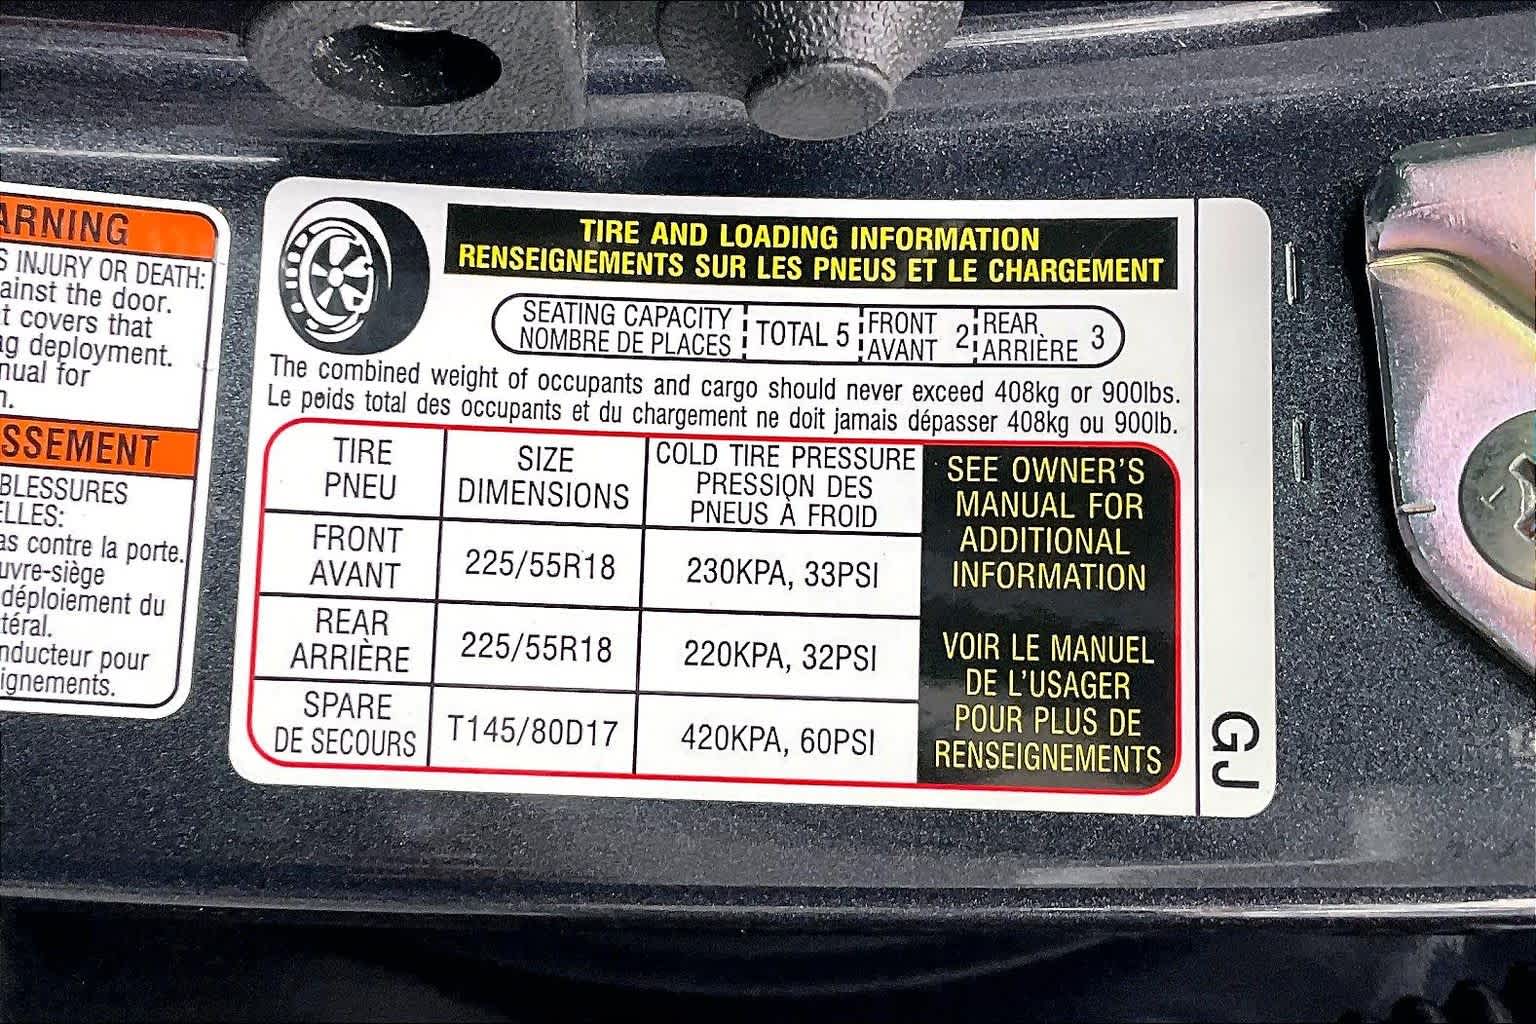 ARNING
S INJURY OR DEATH:
ainst the door.
t covers that
ag deployment.
nual for
n.
SSEMENT
BLESSURES
ELLES:
as contre la porte.
uvre-siège
déploiement du
téral.
nducteur pour
ignements.
TIRE AND LOADING INFORMATION
RENSEIGNEMENTS SUR LES PNEUS ET LE CHARGEMENT
SEATING CAPACITY
NOMBRE DE PLACES
TOTAL 5
FRONT
AVANT 2
REAR
ARRIÈRE 3
The combined weight of occupants and cargo should never exceed 408kg or 900lbs.
Le poids total des occupants et du chargement ne doit jamais dépasser 408kg ou 900lb.
TIRE
PNEU
SIZE
DIMENSIONS
COLD TIRE PRESSURE
PRESSION DES
PNEUS À FROID
FRONT
AVANT
225/55R18
230KPA, 33PSI
REAR
ARRIÈRE
225/55R18
220KPA, 32PSI
SPARE
DE SECOURS
T145/80D17
420KPA, 60PSI
SEE OWNER'S
MANUAL FOR
ADDITIONAL
INFORMATION
VOIR LE MANUEL
DE L'USAGER
POUR PLUS DE
RENSEIGNEMENTS
GJ